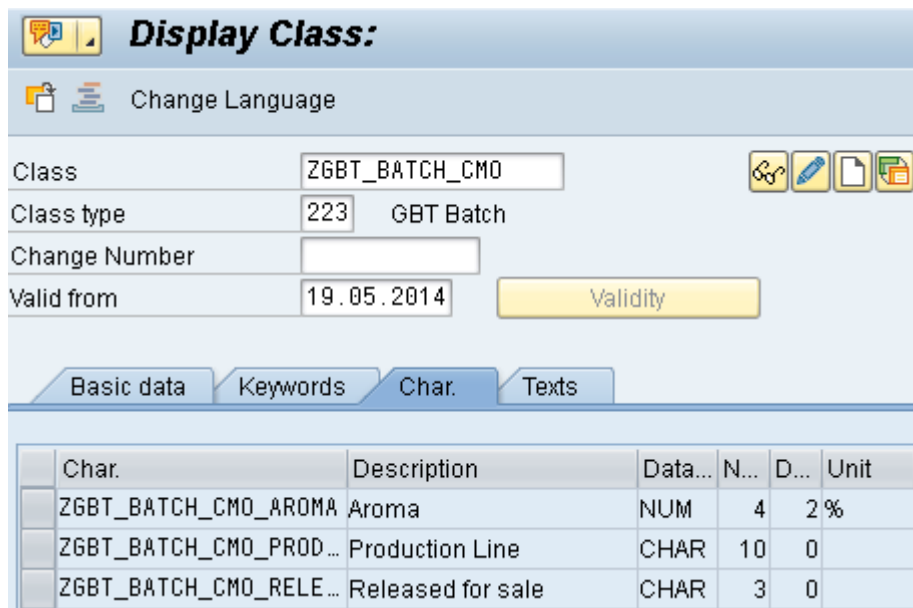 Display Class:
Change Language
Class ZGBT_BATCH_CMO
Class type 223 GBT Batch
Change Number
Valid from 19.05.2014 Validity
Basic data Keywords Char. Texts
Char. Description Data... N... D... Unit
ZGBT_BATCH_CMO_AROMA Aroma NUM 4 2 %
ZGBT_BATCH_CMO_PROD... Production Line CHAR 10 0
ZGBT_BATCH_CMO_RELE... Released for sale CHAR 3 0